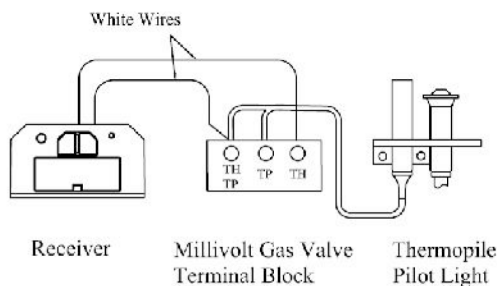 White Wires
TH
TP
TP
TH
Receiver
Millivolt Gas Valve
Terminal Block
Thermopile
Pilot Light